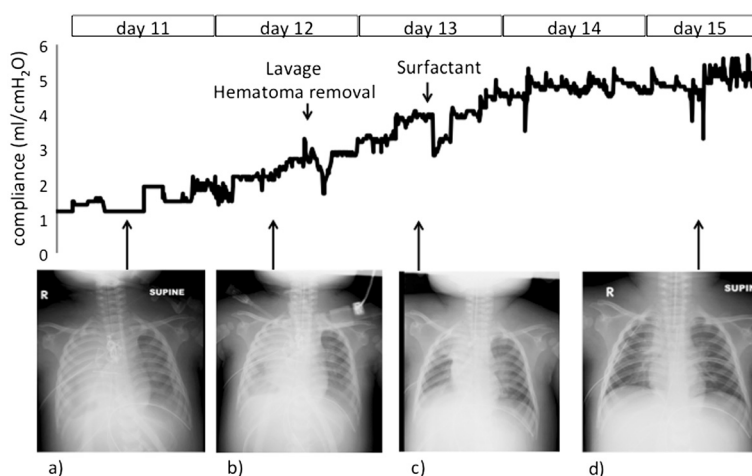 day 11 day 12 day 13 day 14 day 15
6
5
4
3
2
1
0
compliance (ml/cmH₂O)
Lavage
Hematoma removal
Surfactant
R SUPINE
R SUPIN
a) b) c) d)